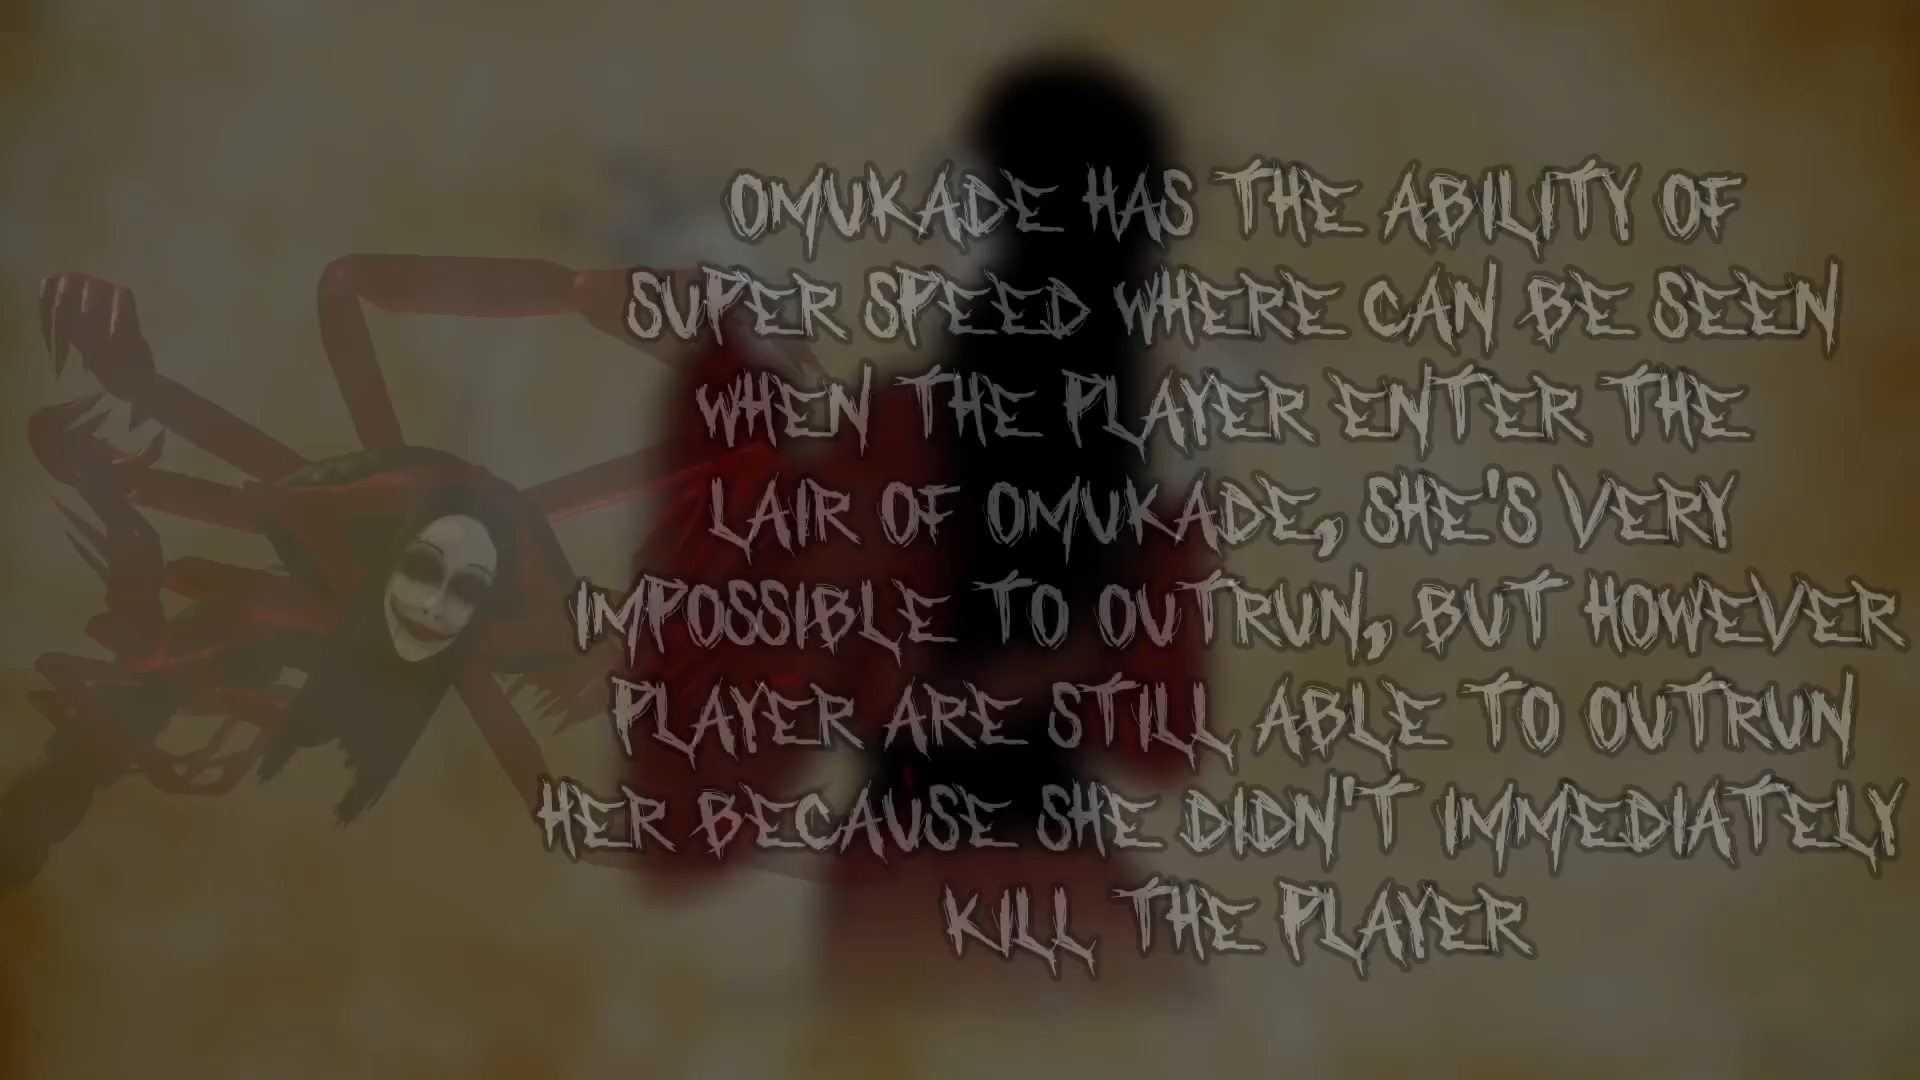 OMUKADE HAS THE ABILITY OF
SUPER SPEED WHERE CAN BE SEEN
WHEN THE PLAYER ENTER THE
LAIR OF OMUKADE, SHE'S VERY
IMPOSSIBLE TO OUTRUN, BUT HOWEVER
PLAYER ARE STILL ABLE TO OUTRUN
HER BECAUSE SHE DIDN'T IMMEDIATELY
KILL THE PLAYER